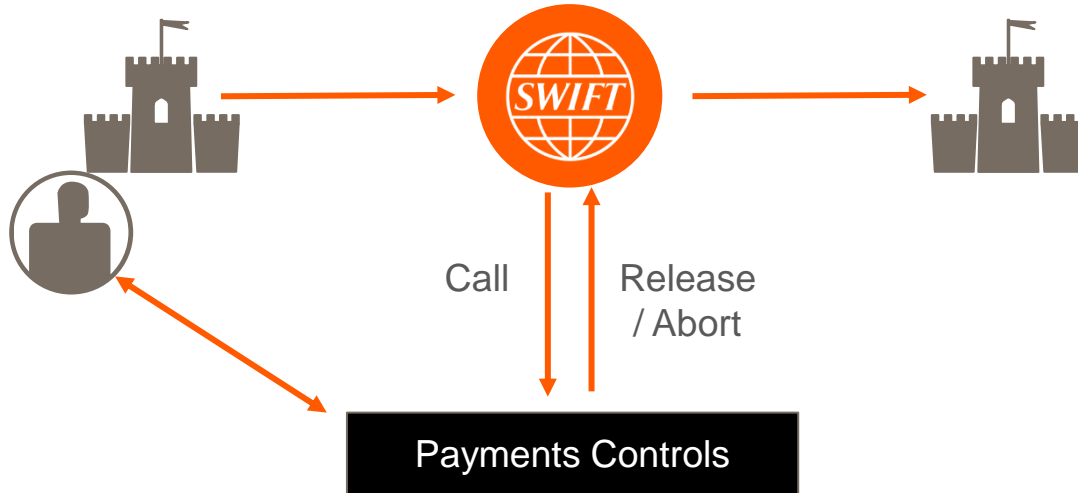 SWIFT
Call
Release
/ Abort
Payments Controls